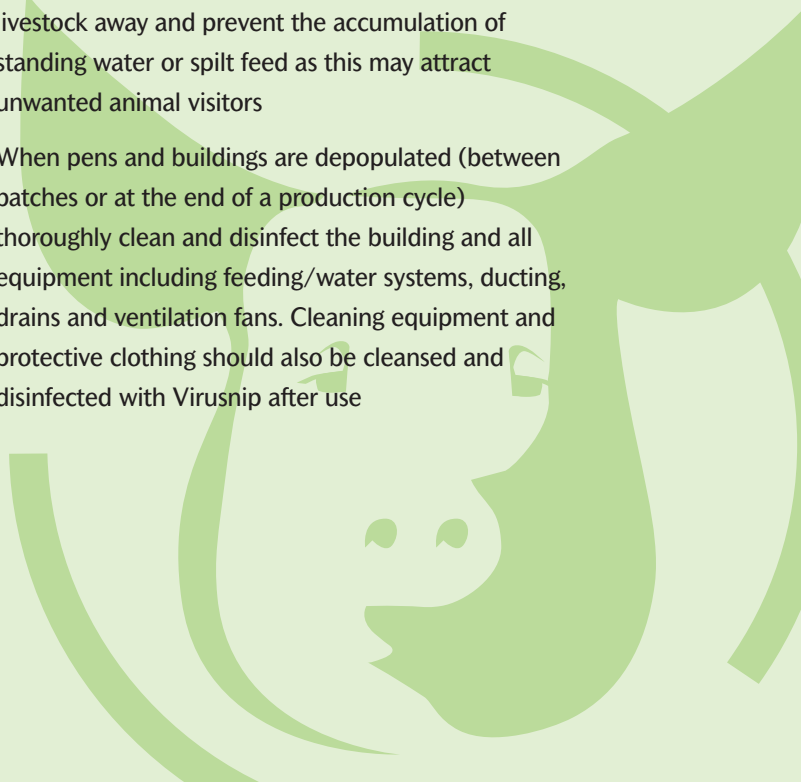 livestock away and prevent the accumulation of
standing water or spilt feed as this may attract
unwanted animal visitors
When pens and buildings are depopulated (between
batches or at the end of a production cycle)
thoroughly clean and disinfect the building and all
equipment including feeding/water systems, ducting,
drains and ventilation fans. Cleaning equipment and
protective clothing should also be cleansed and
disinfected with Virusnip after use